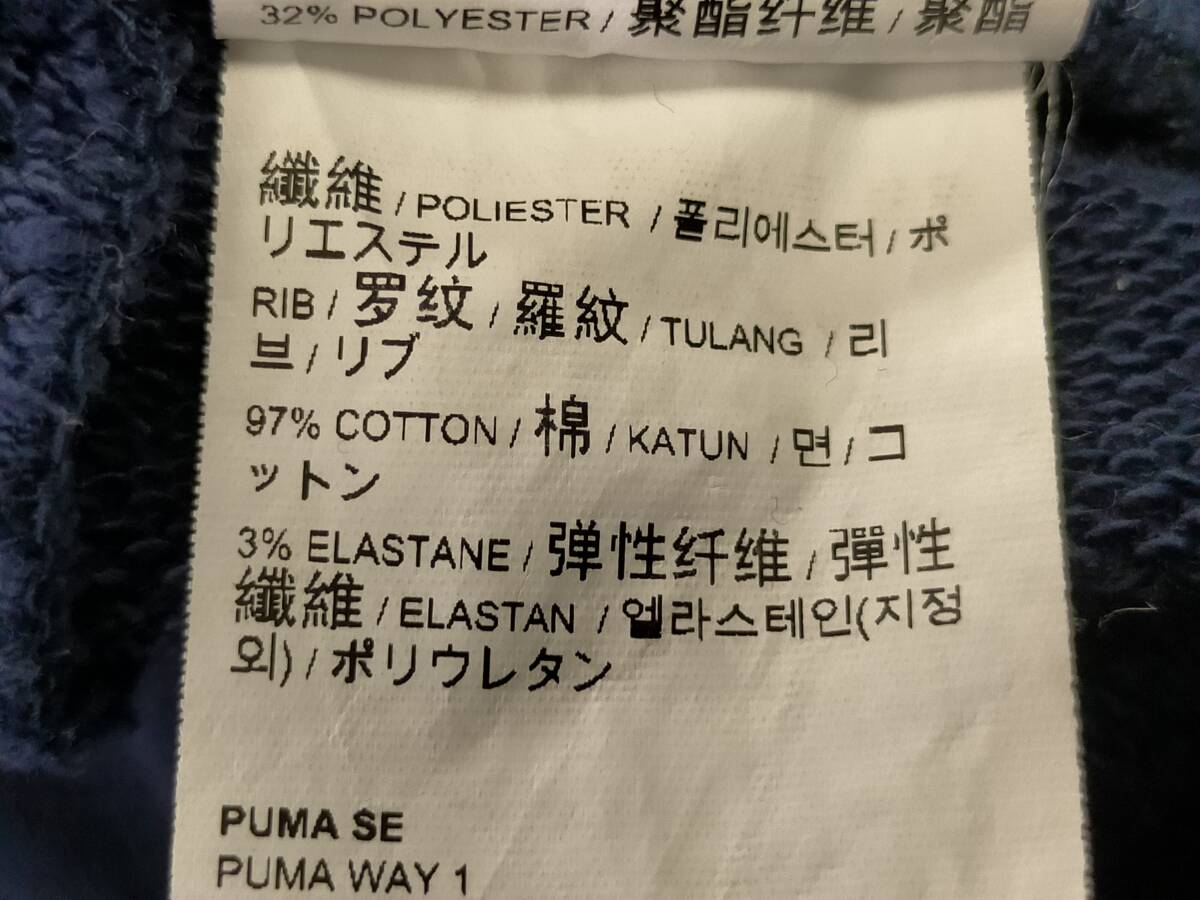 32% POLYESTER / 聚酯纤维 / 聚酯
纖維 / POLIESTER / 폴리에스터 / ポ
リエステル
RIB / 罗纹 / 羅紋 / TULANG / 리
브 / リブ
97% COTTON / 棉 / KATUN / 면 / コ
ットン
3% ELASTANE / 弹性纤维 / 彈性
纖維 / ELASTAN / 엘라스테인(지정
외) / ポリウレタン
PUMA SE
PUMA WAY 1